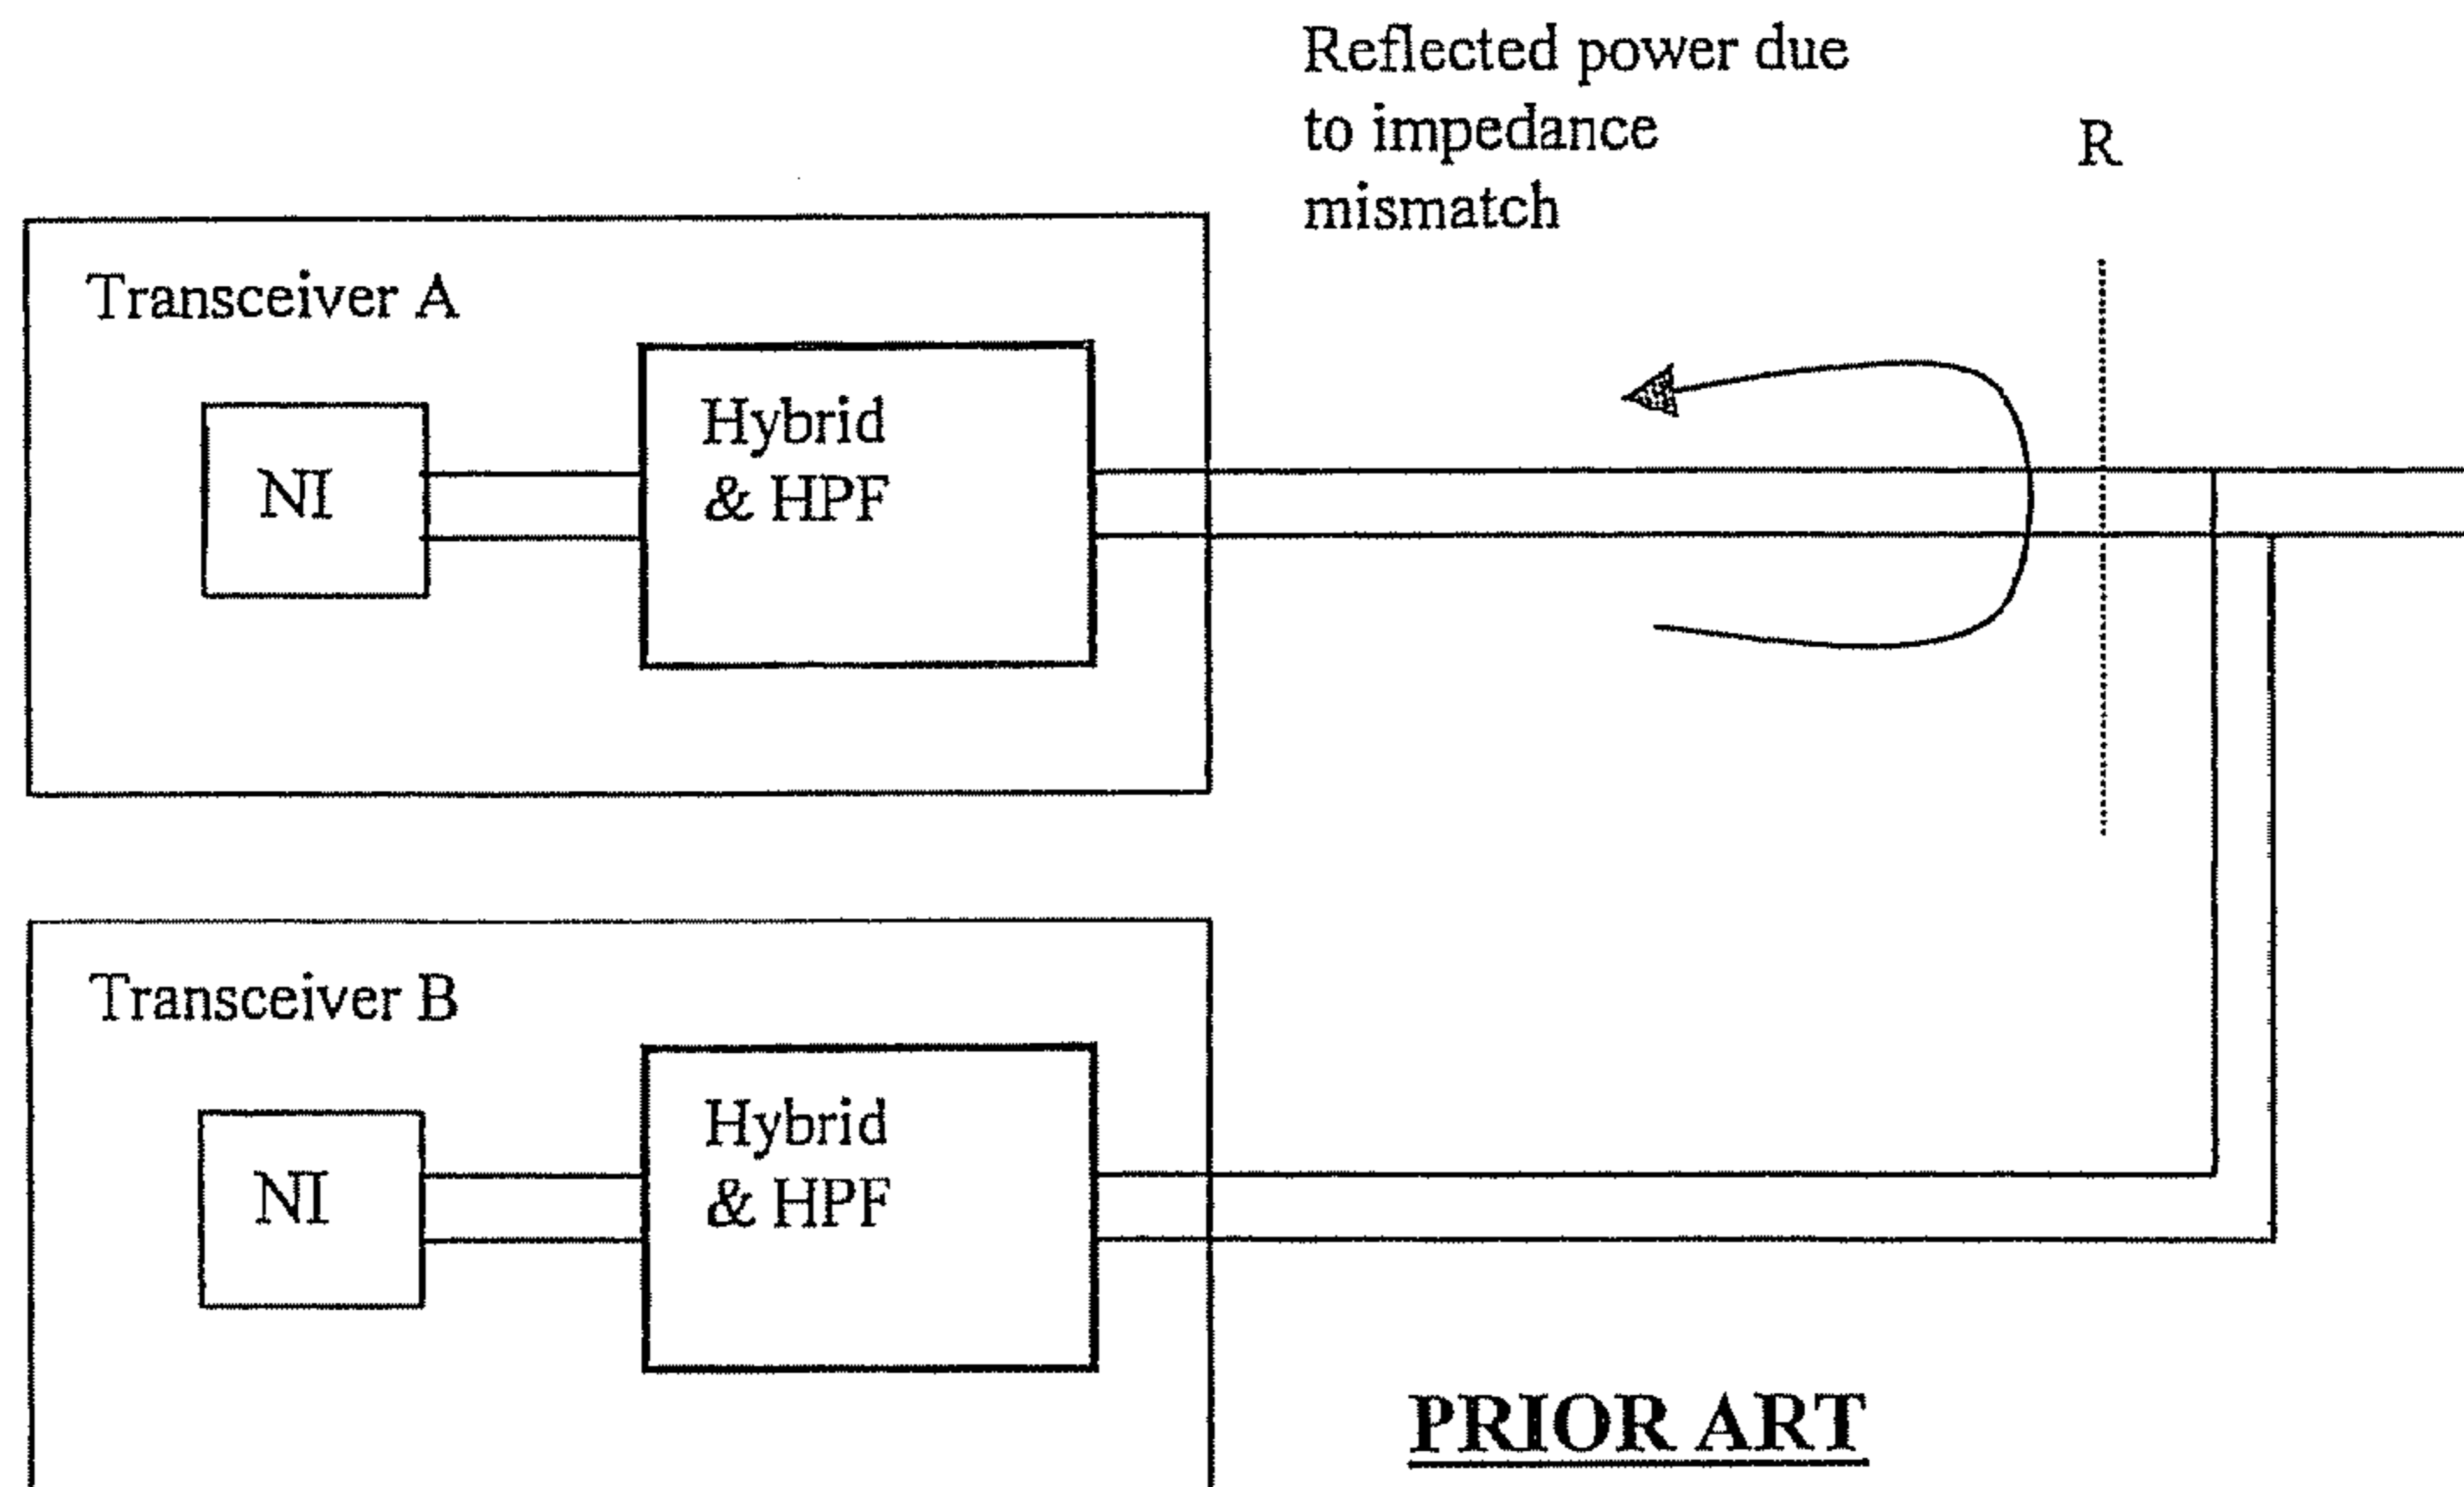 Reflected power due
to impedance
mismatch
R
Transceiver A
NI
Hybrid
& HPF
Transceiver B
NI
Hybrid
& HPF
PRIOR ART